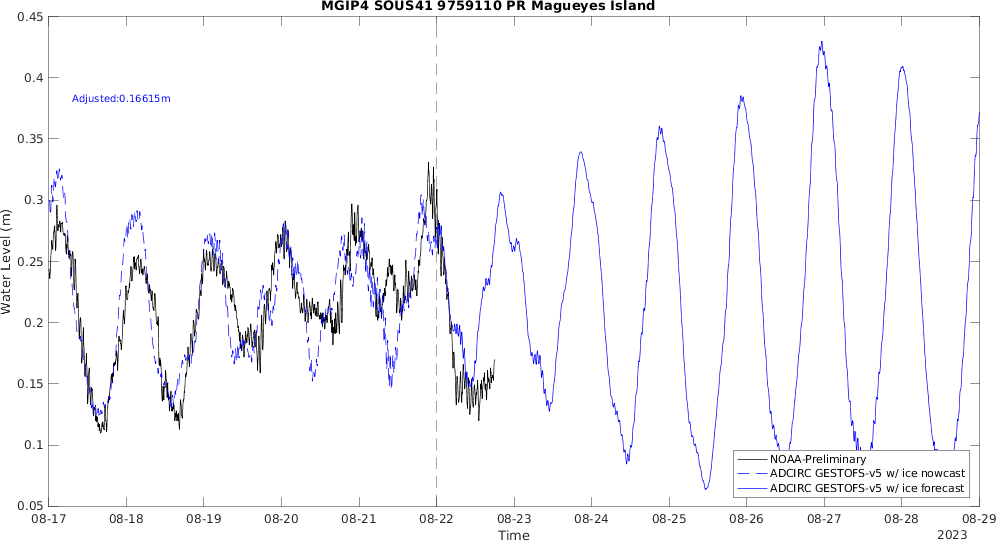 MGIP4 SOUS41 9759110 PR Magueyes Island
0.45
0.4
0.35
0.3
0.25
0.2
0.15
0.1
0.05
Water Level (m)
Adjusted:0.16615m
NOAA-Preliminary
ADCIRC GESTOFS-v5 w/ ice nowcast
ADCIRC GESTOFS-v5 w/ ice forecast
08-17 08-18 08-19 08-20 08-21 08-22 08-23 08-24 08-25 08-26 08-27 08-28 08-29
Time
2023